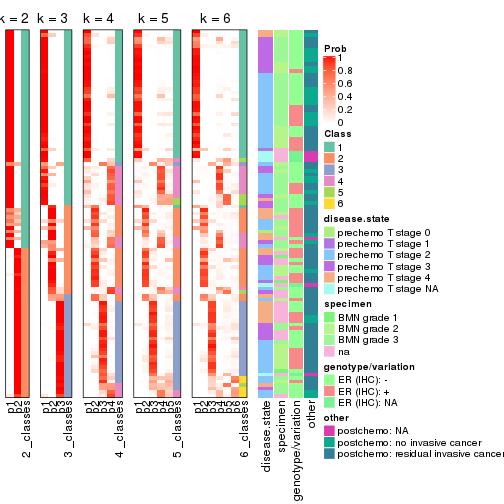 k = 2
k = 3
k = 4
k = 5
k = 6
Prob
1
0.8
0.6
0.4
0.2
0
Class
1
2
3
4
5
6
disease.state
prechemo T stage 0
prechemo T stage 1
prechemo T stage 2
prechemo T stage 3
prechemo T stage 4
prechemo T stage NA
specimen
BMN grade 1
BMN grade 2
BMN grade 3
na
genotype/variation
ER (IHC): -
ER (IHC): +
ER (IHC): NA
other
postchemo: NA
postchemo: no invasive cancer
postchemo: residual invasive cancer
p1
p2
2_classes
p1
p2
p3
3_classes
p1
p2
p3
p4
4_classes
p1
p2
p3
p4
p5
5_classes
p1
p2
p3
p4
p5
p6
6_classes
disease.state
specimen
genotype/variation
other